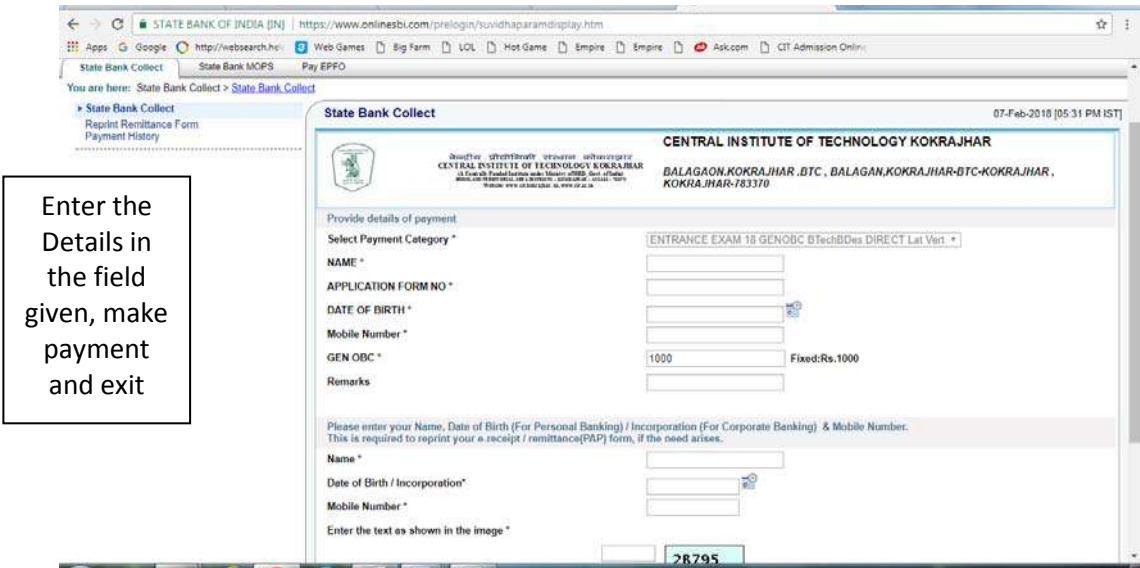 STATE BANK OF INDIA [IN] https://www.onlinesbi.com/prelogin/suvidhaparamdisplay.htm
Apps Google http://websearch.hel Web Games Big Farm LOL Hot Game Empire Empire Ask.com CIT Admission Online
State Bank Collect State Bank MOPS Pay EPFO
You are here: State Bank Collect > State Bank Collect
State Bank Collect
Reprint Remittance Form
Payment History
Enter the
Details in
the field
given, make
payment
and exit
State Bank Collect 07-Feb-2018 [05:31 PM IST]
CENTRAL INSTITUTE OF TECHNOLOGY KOKRAJHAR
CENTRAL INSTITUTE OF TECHNOLOGY KOKRAJHAR
BALAGAON.KOKRAJHAR .BTC , BALAGAN,KOKRAJHAR-BTC-KOKRAJHAR ,
KOKRAJHAR-783370
Provide details of payment
Select Payment Category * ENTRANCE EXAM 18 GENOBC BTechBDes DIRECT Lat Vert
NAME *
APPLICATION FORM NO *
DATE OF BIRTH *
Mobile Number *
GEN OBC * 1000 Fixed:Rs.1000
Remarks
Please enter your Name, Date of Birth (For Personal Banking) / Incorporation (For Corporate Banking) & Mobile Number.
This is required to reprint your e-receipt / remittance(PAP) form, if the need arises.
Name *
Date of Birth / Incorporation*
Mobile Number *
Enter the text as shown in the image *
28795